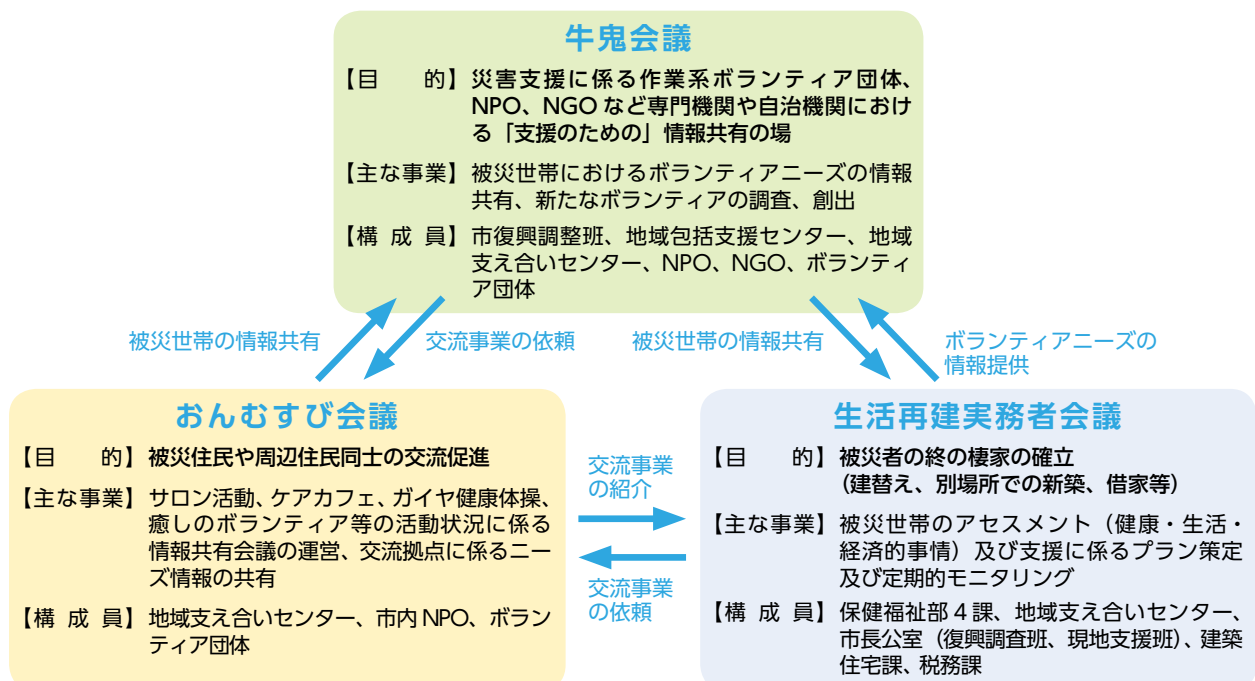 牛鬼会議
【目　　的】災害支援に係る作業系ボランティア団体、
NPO、NGO など専門機関や自治機関におけ
る「支援のための」情報共有の場
【主な事業】被災世帯におけるボランティアニーズの情報
共有、新たなボランティアの調査、創出
【構 成 員】市復興調整班、地域包括支援センター、地域
支え合いセンター、NPO、NGO、ボランティ
ア団体
被災世帯の情報共有
交流事業の依頼
被災世帯の情報共有
ボランティアニーズの
情報提供
おんむすび会議
【目　　的】被災住民や周辺住民同士の交流促進
【主な事業】サロン活動、ケアカフェ、ガイヤ健康体操、
癒しのボランティア等の活動状況に係る
情報共有会議の運営、交流拠点に係るニー
ズ情報の共有
【構 成 員】地域支え合いセンター、市内 NPO、ボラン
ティア団体
交流事業
の紹介
交流事業
の依頼
生活再建実務者会議
【目　　的】被災者の終の棲家の確立
（建替え、別場所での新築、借家等）
【主な事業】被災世帯のアセスメント（健康・生活・
経済的事情）及び支援に係るプラン策定
及び定期的モニタリング
【構 成 員】保健福祉部 4 課、地域支え合いセンター、
市長公室（復興調査班、現地支援班）、建築
住宅課、税務課